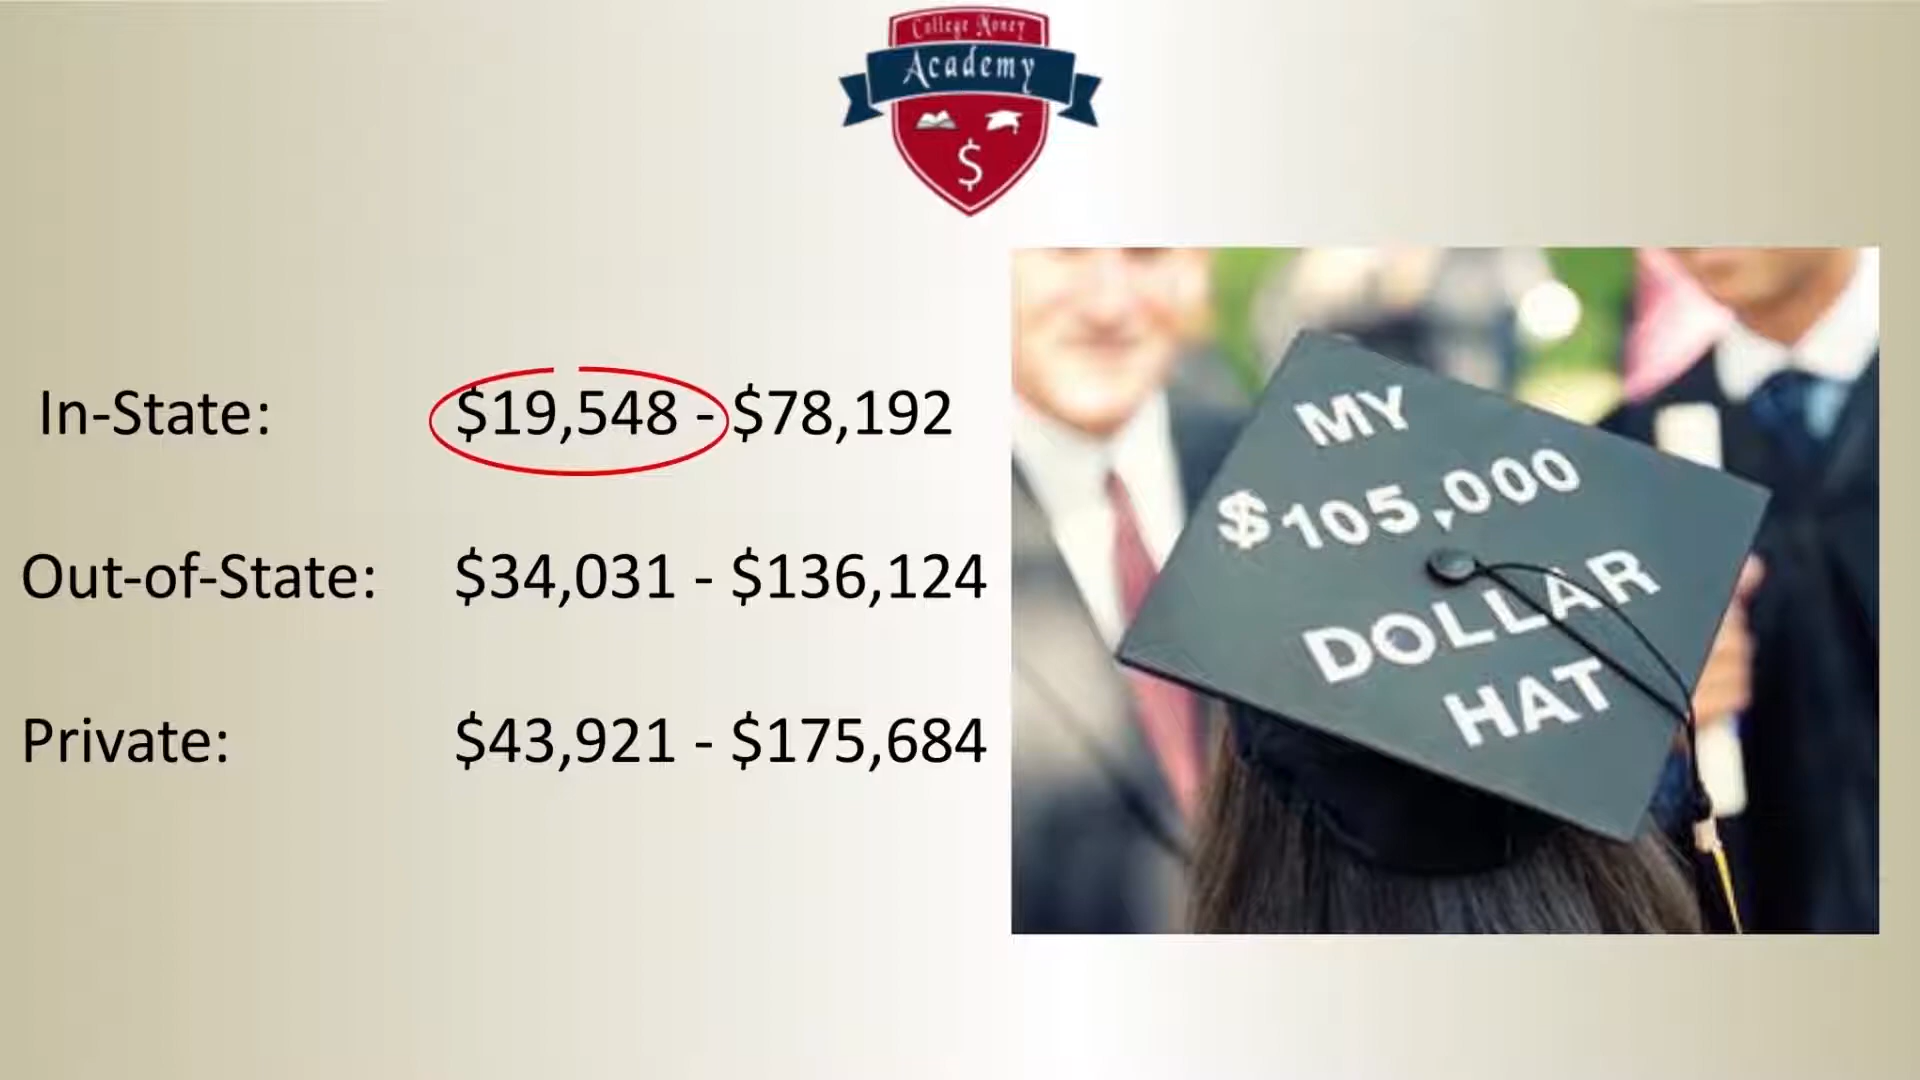 College Money
Academy
$
In-State: $19,548 - $78,192
Out-of-State: $34,031 - $136,124
Private: $43,921 - $175,684
MY
$105,000
DOLLAR
HAT